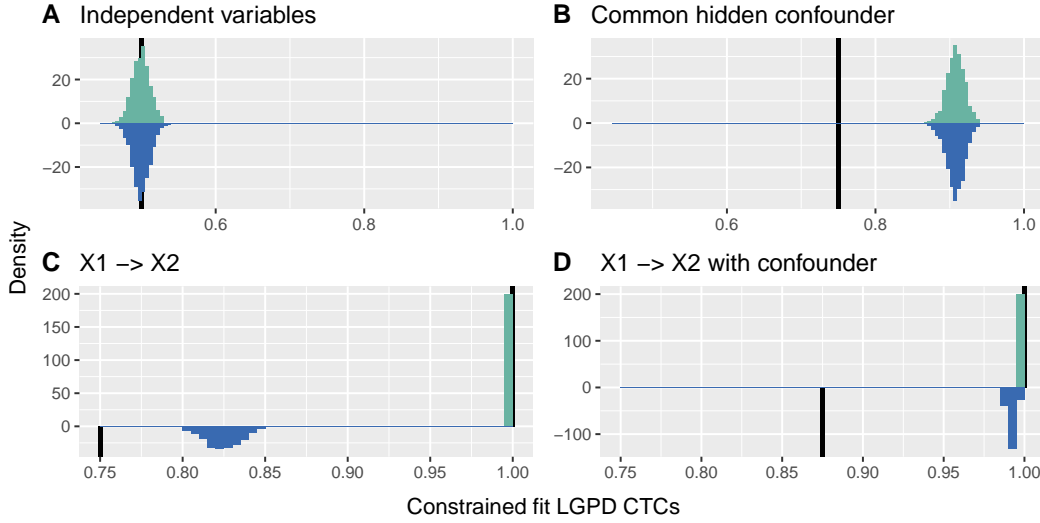 A Independent variables
20
0
−20
0.6 0.8 1.0
B Common hidden confounder
20
0
−20
0.6 0.8 1.0
Density
C X1 −> X2
200
150
100
50
0
0.75 0.80 0.85 0.90 0.95 1.00
D X1 −> X2 with confounder
200
100
0
−100
0.75 0.80 0.85 0.90 0.95 1.00
Constrained fit LGPD CTCs